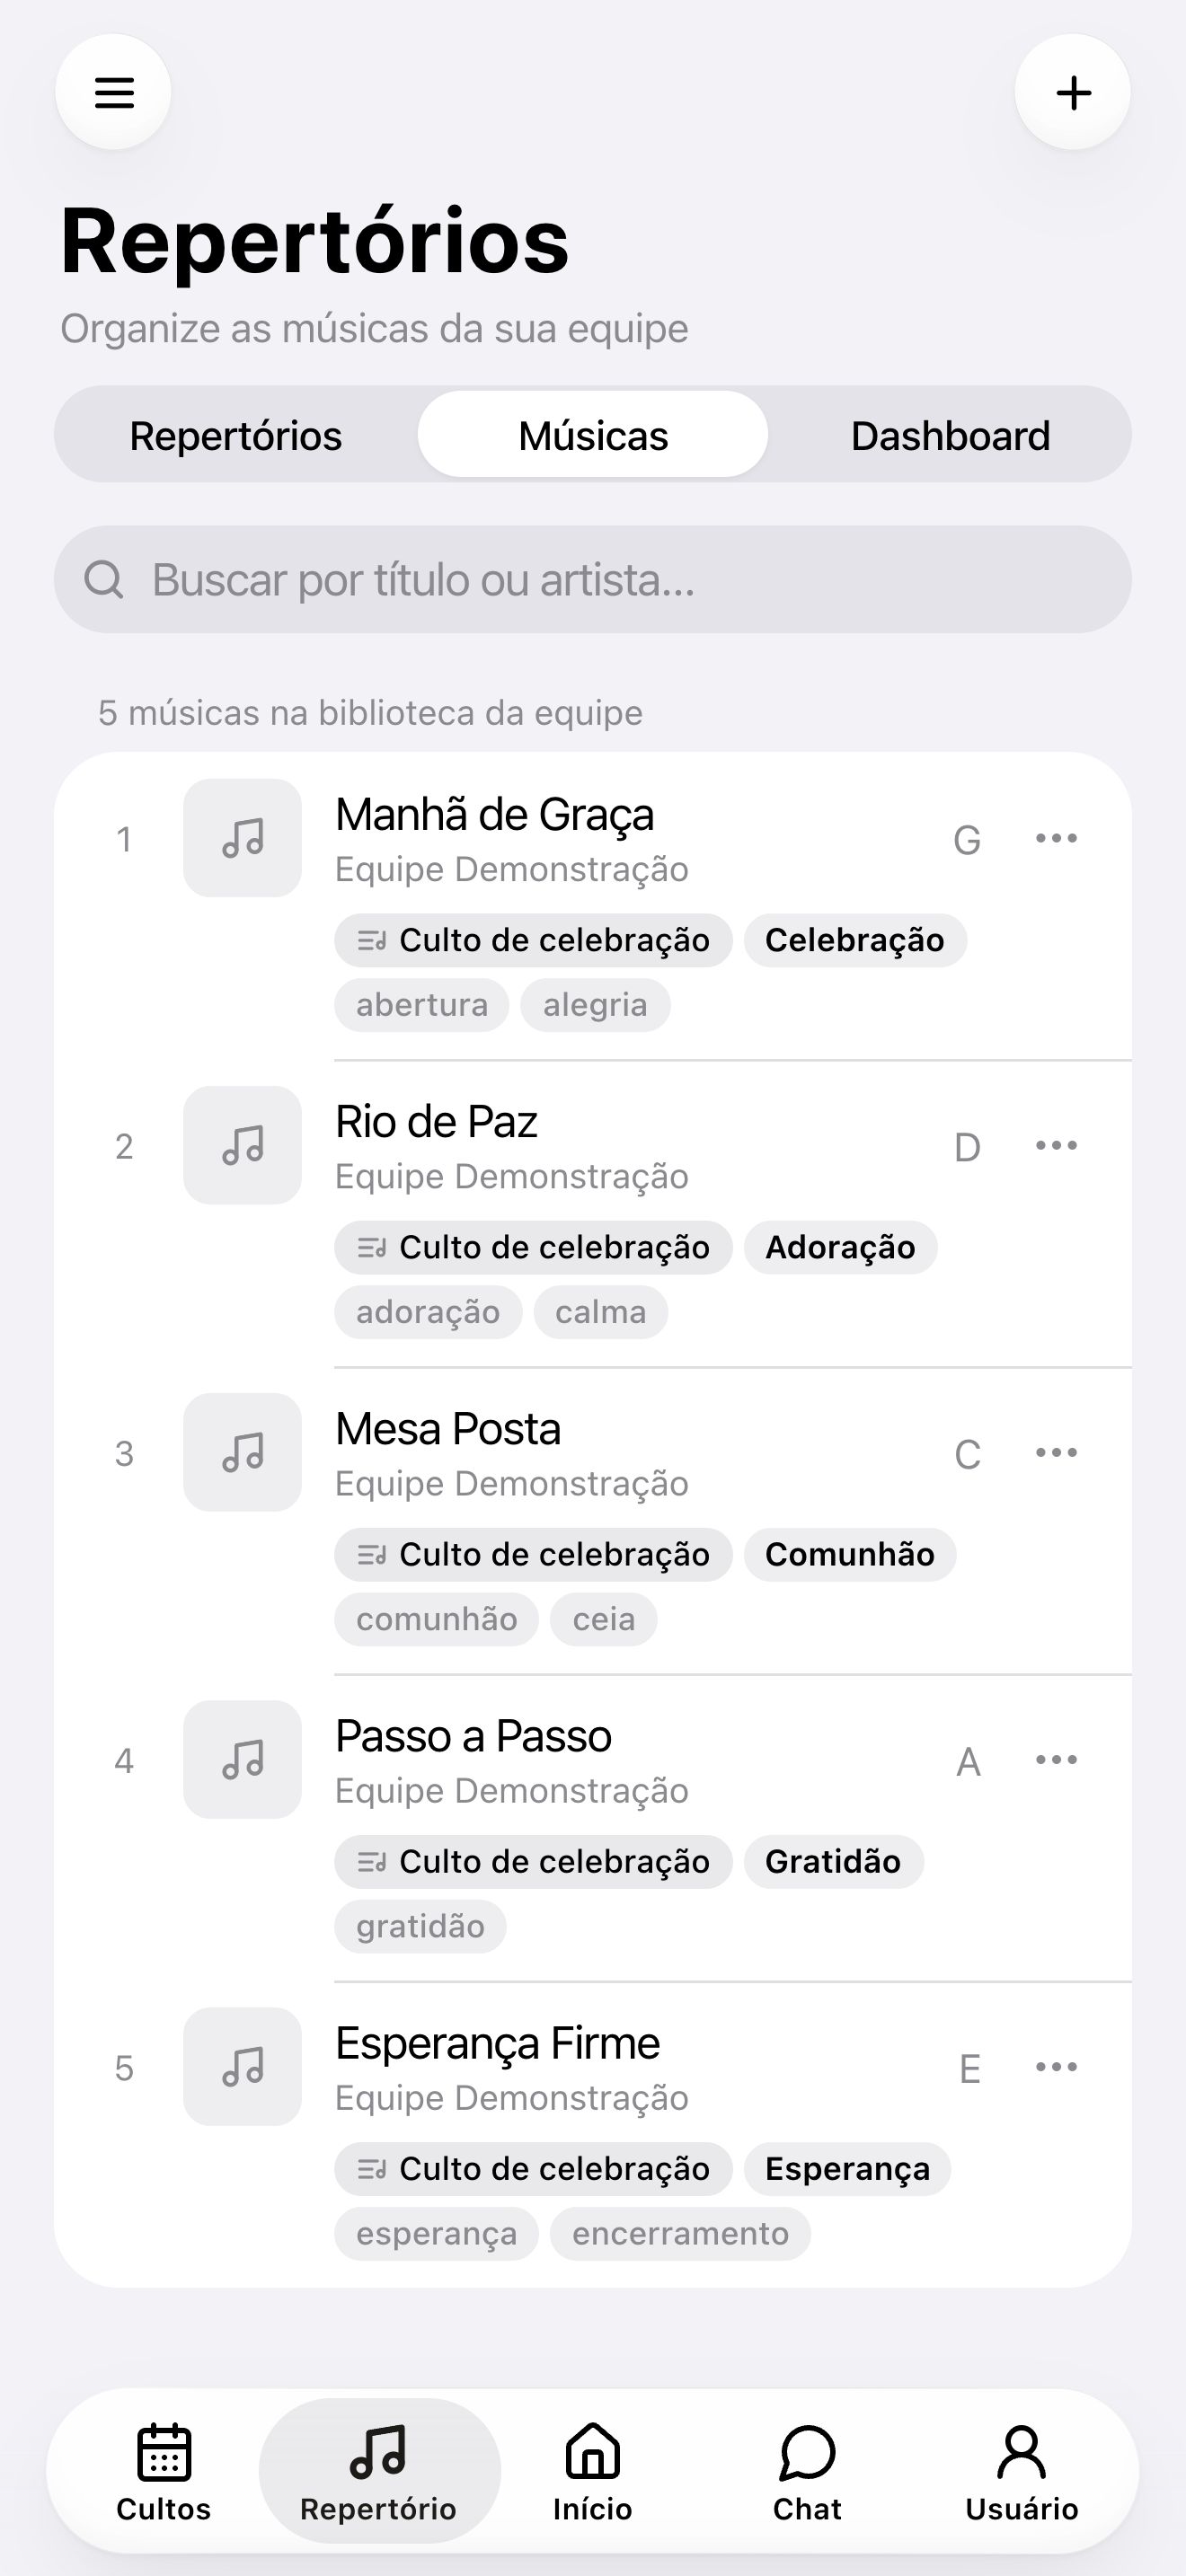 Repertórios
Organize as músicas da sua equipe
Repertórios Músicas Dashboard
Buscar por título ou artista...
5 músicas na biblioteca da equipe
1 Manhã de Graça G
Equipe Demonstração
Culto de celebração Celebração
abertura alegria
2 Rio de Paz D
Equipe Demonstração
Culto de celebração Adoração
adoração calma
3 Mesa Posta C
Equipe Demonstração
Culto de celebração Comunhão
comunhão ceia
4 Passo a Passo A
Equipe Demonstração
Culto de celebração Gratidão
gratidão
5 Esperança Firme E
Equipe Demonstração
Culto de celebração Esperança
esperança encerramento
Cultos Repertório Início Chat Usuário